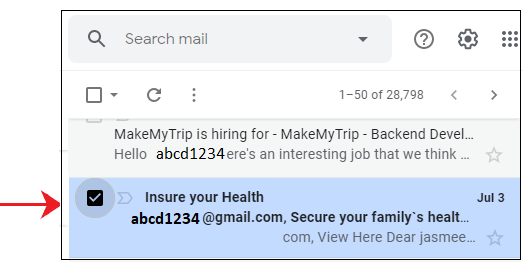 Search mail
1–50 of 28,798
MakeMyTrip is hiring for - MakeMyTrip - Backend Devel...
Hello abcd1234 ere's an interesting job that we think ...
Insure your Health Jul 3
abcd1234@gmail.com, Secure your family`s healt...
com, View Here Dear jasmee...